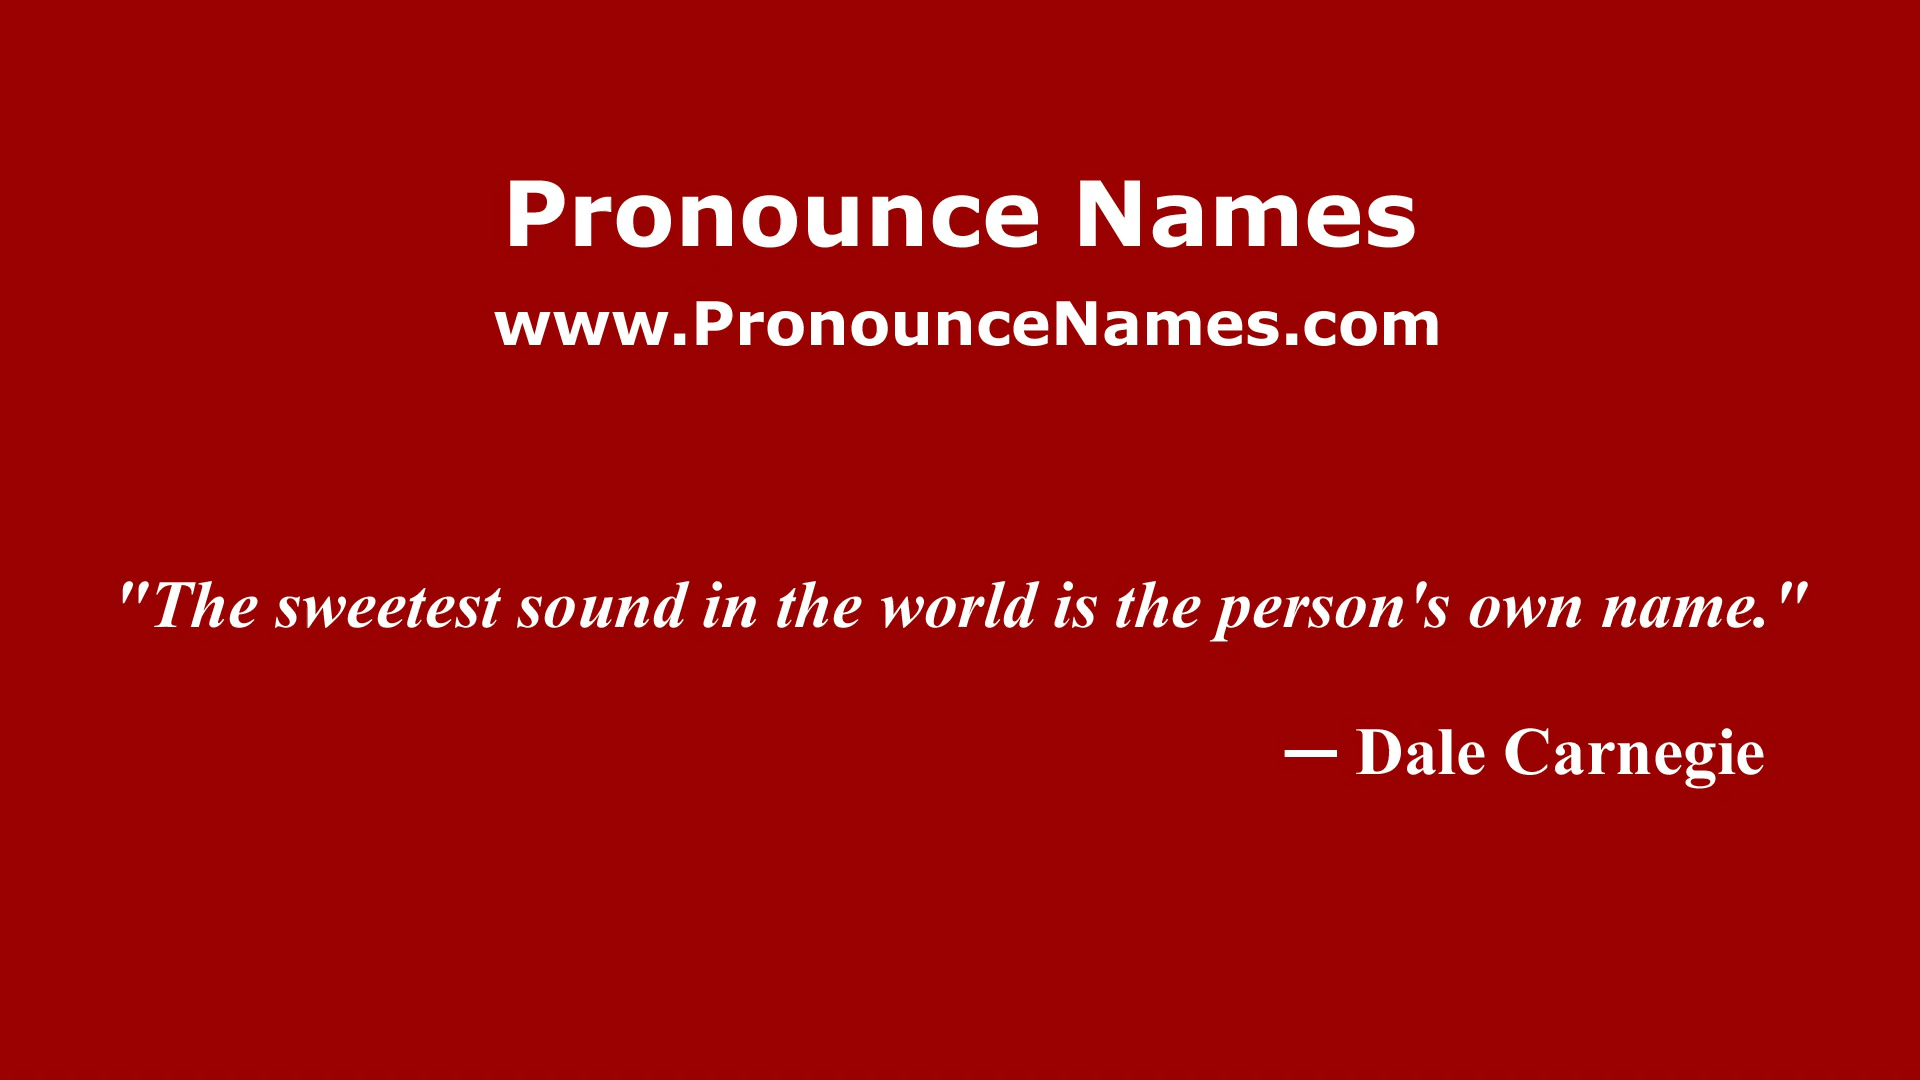 Pronounce Names
www.PronounceNames.com
"The sweetest sound in the world is the person's own name."
— Dale Carnegie